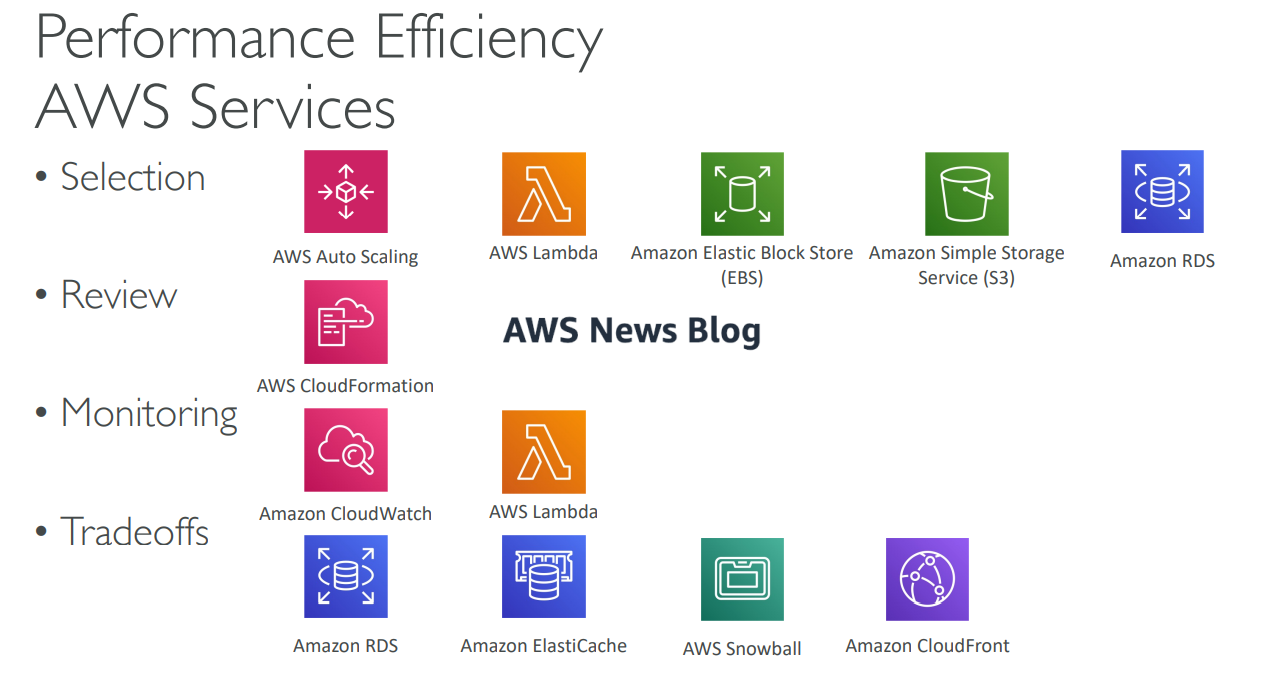 Performance Efficiency
AWS Services
• Selection
AWS Auto Scaling
AWS Lambda
Amazon Elastic Block Store
(EBS)
Amazon Simple Storage
Service (S3)
Amazon RDS
• Review
AWS CloudFormation
AWS News Blog
• Monitoring
Amazon CloudWatch
AWS Lambda
• Tradeoffs
Amazon RDS
Amazon ElastiCache
AWS Snowball
Amazon CloudFront